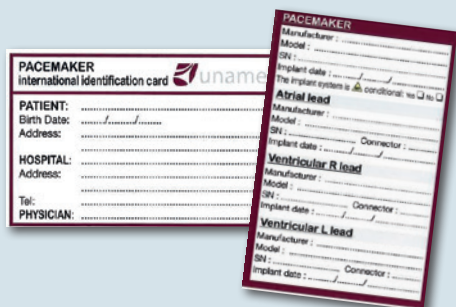 PACEMAKER
international identification card uname
PATIENT:
Birth Date: ......../......../........
Address:
HOSPITAL:
Address:
Tel:
PHYSICIAN:
PACEMAKER
Manufacturer :
Model :
SN : Connector :
Implant date : ......../......../........
The implant system is conditional: Yes No
Atrial lead
Manufacturer :
Model :
SN : Connector :
Implant date : ......../......../........
Ventricular R lead
Manufacturer :
Model :
SN : Connector :
Implant date : ......../......../........
Ventricular L lead
Manufacturer :
Model :
SN : Connector :
Implant date : ......../......../........